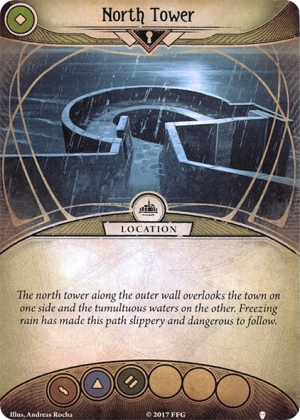 North Tower
LOCATION
The north tower along the outer wall overlooks the town on
one side and the tumultuous waters on the other. Freezing
rain has made this path slippery and dangerous to follow.
Illus. Andreas Rocha
© 2017 FFG